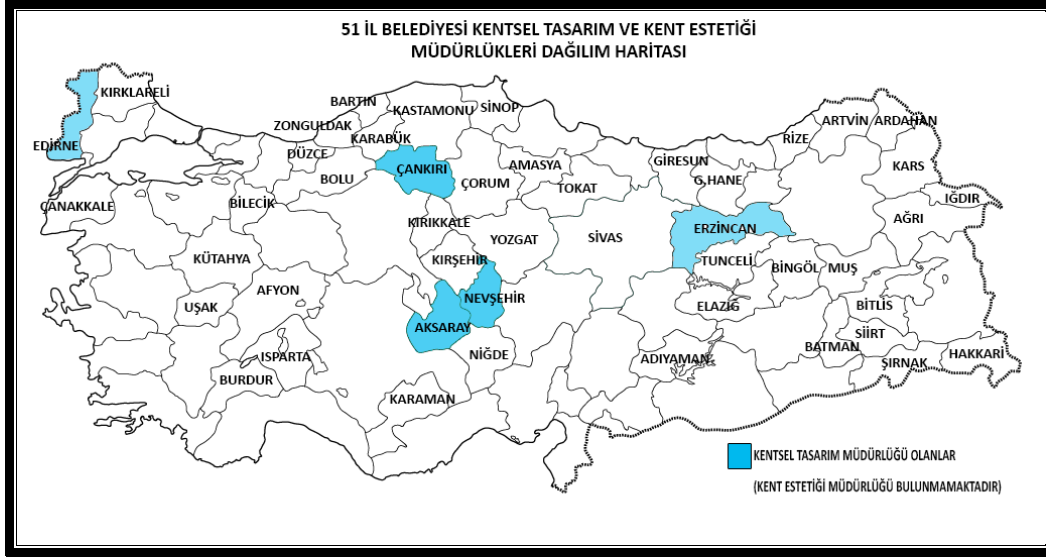 51 İL BELEDİYESİ KENTSEL TASARIM VE KENT ESTETİĞİ
MÜDÜRLÜKLERİ DAĞILIM HARİTASI
KIRKLARELİ
EDİRNE
ÇANAKKALE
BARTIN
KASTAMONU
SİNOP
ZONGULDAK
KARABÜK
DÜZCE
BOLU
BİLECİK
ÇANKIRI
ÇORUM
AMASYA
TOKAT
GİRESUN
G.HANE
RİZE
ARTVİN
ARDAHAN
KARS
IĞDIR
AĞRI
KIRIKKALE
YOZGAT
SİVAS
ERZİNCAN
KÜTAHYA
KIRŞEHİR
TUNCELİ
BİNGÖL
MUŞ
UŞAK
AFYON
NEVŞEHİR
AKSARAY
ELAZIĞ
BİTLİS
SİİRT
BATMAN
ŞIRNAK
HAKKARİ
ISPARTA
BURDUR
NİĞDE
KARAMAN
ADIYAMAN
KENTSEL TASARIM MÜDÜRLÜĞÜ OLANLAR
(KENT ESTETİĞİ MÜDÜRLÜĞÜ BULUNMAMAKTADIR)